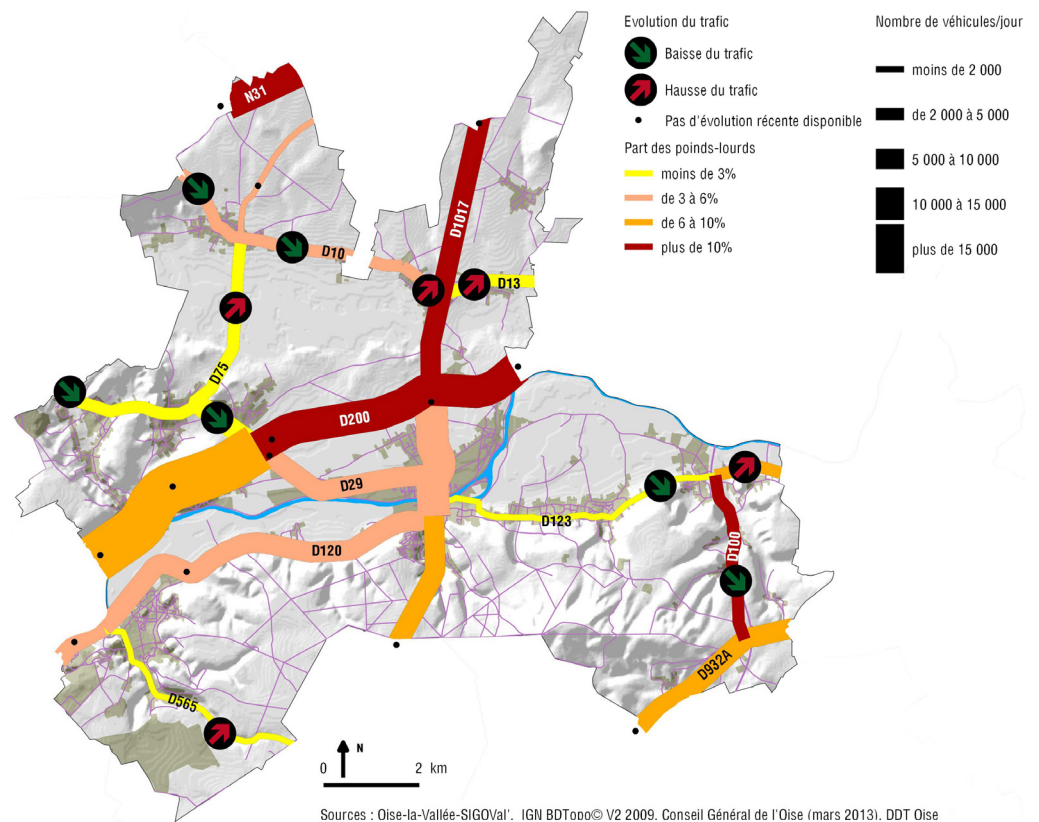 Evolution du trafic
Baisse du trafic
Hausse du trafic
Pas d'évolution récente disponible
Part des poinds-lourds
moins de 3%
de 3 à 6%
de 6 à 10%
plus de 10%
Nombre de véhicules/jour
moins de 2 000
de 2 000 à 5 000
5 000 à 10 000
10 000 à 15 000
plus de 15 000
N31
D1017
D10
D13
D75
D200
D29
D123
D120
D100
D932A
D565
N
0 2 km
Sources : Oise-la-Vallée-SIGOVal', IGN BDTopo© V2 2009, Conseil Général de l'Oise (mars 2013), DDT Oise